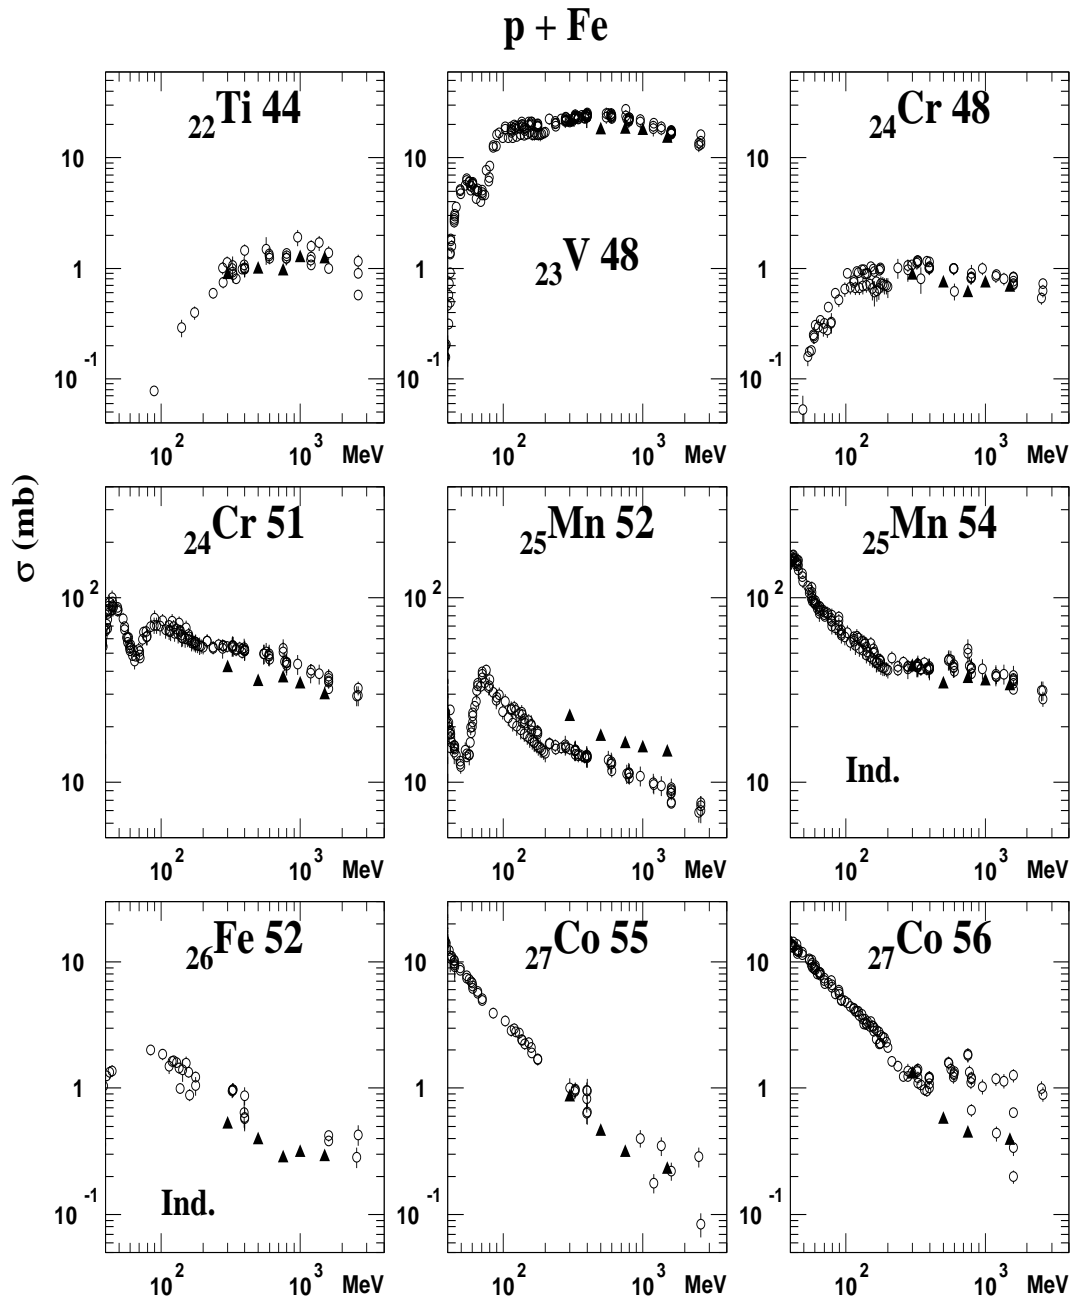 p + Fe
22Ti 44
23V 48
24Cr 48
10
1
10^-1
10
1
10^-1
10
1
10^-1
10^2
10^3
MeV
10^2
10^3
MeV
10^2
10^3
MeV
σ (mb)
24Cr 51
25Mn 52
25Mn 54
Ind.
10^2
10
10^2
10
10^2
10
10^2
10^3
MeV
10^2
10^3
MeV
10^2
10^3
MeV
26Fe 52
27Co 55
27Co 56
Ind.
10
1
10^-1
10
1
10^-1
10
1
10^-1
10^2
10^3
MeV
10^2
10^3
MeV
10^2
10^3
MeV